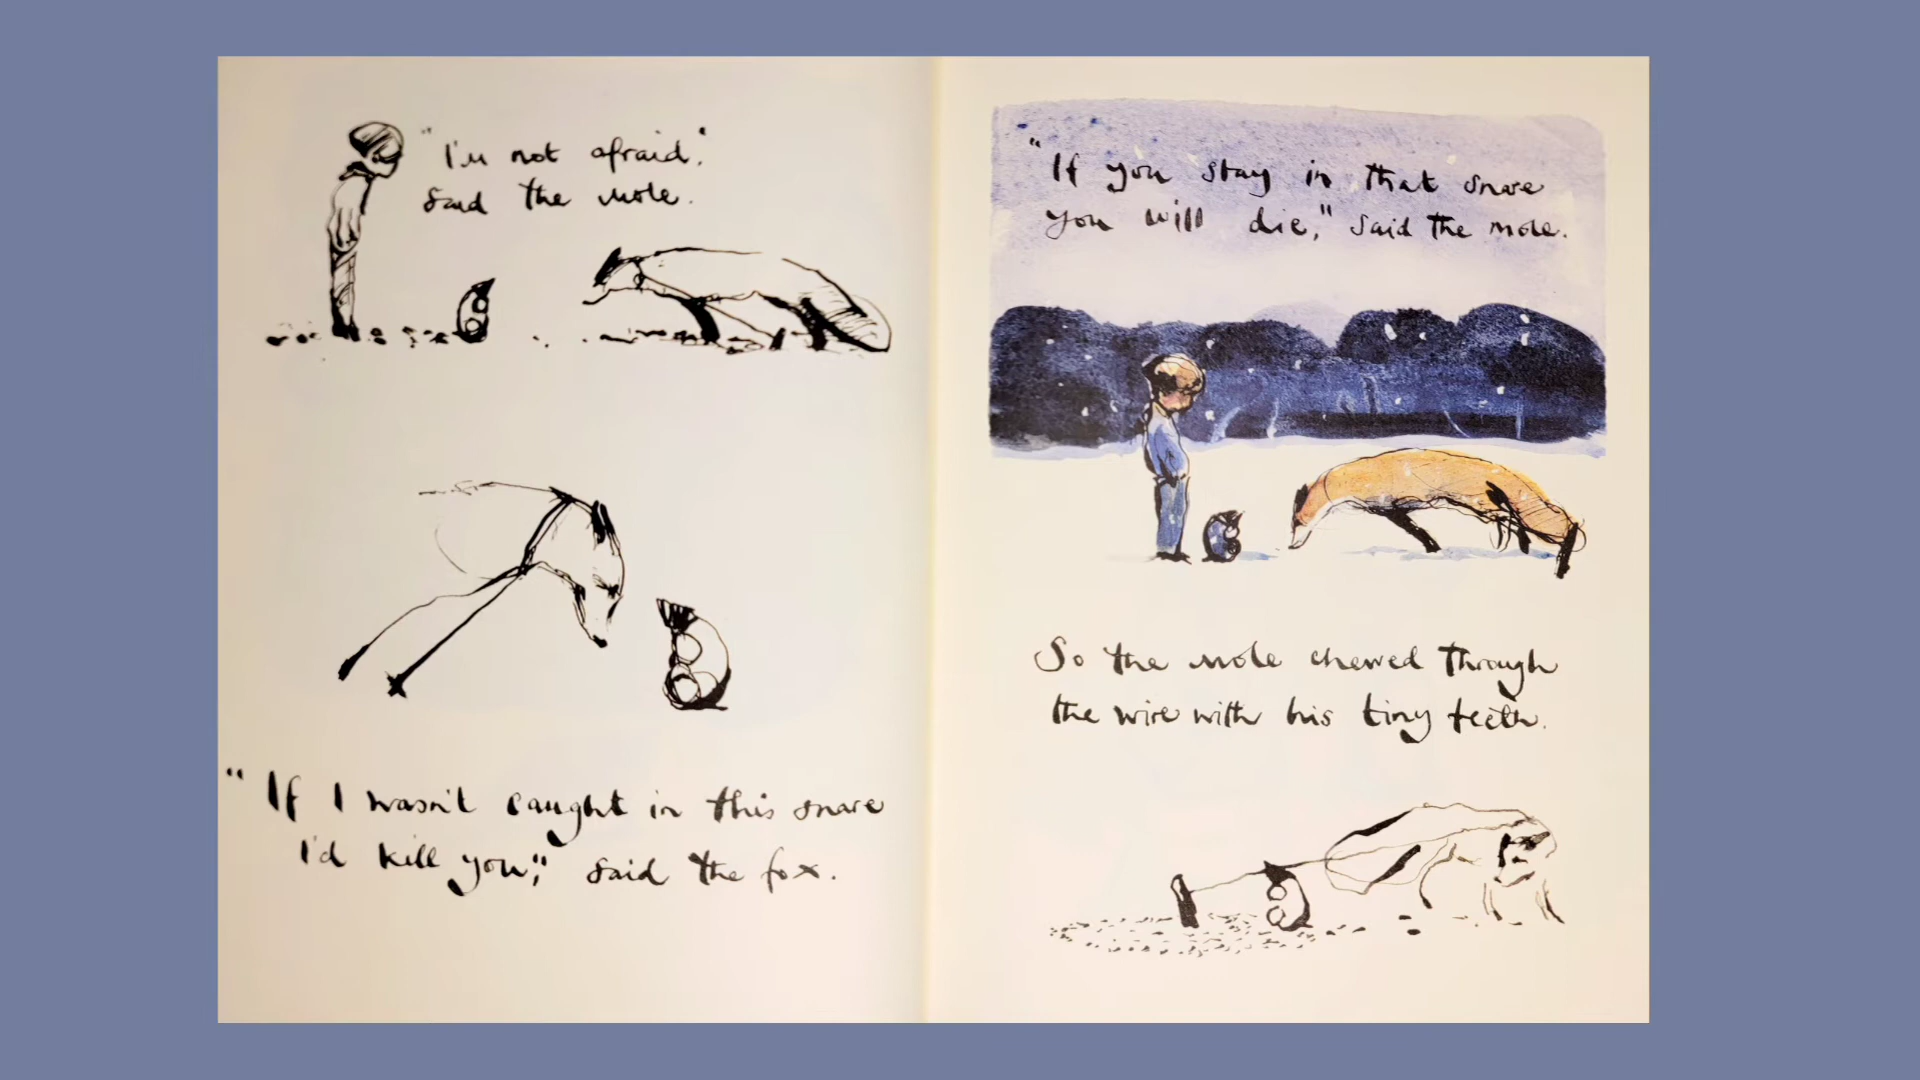 "I'm not afraid,"
said the mole.
"If I wasn't caught in this snare
I'd kill you," said the fox.
"If you stay in that snare
you will die," said the mole.
So the mole chewed through
the wire with his tiny teeth.